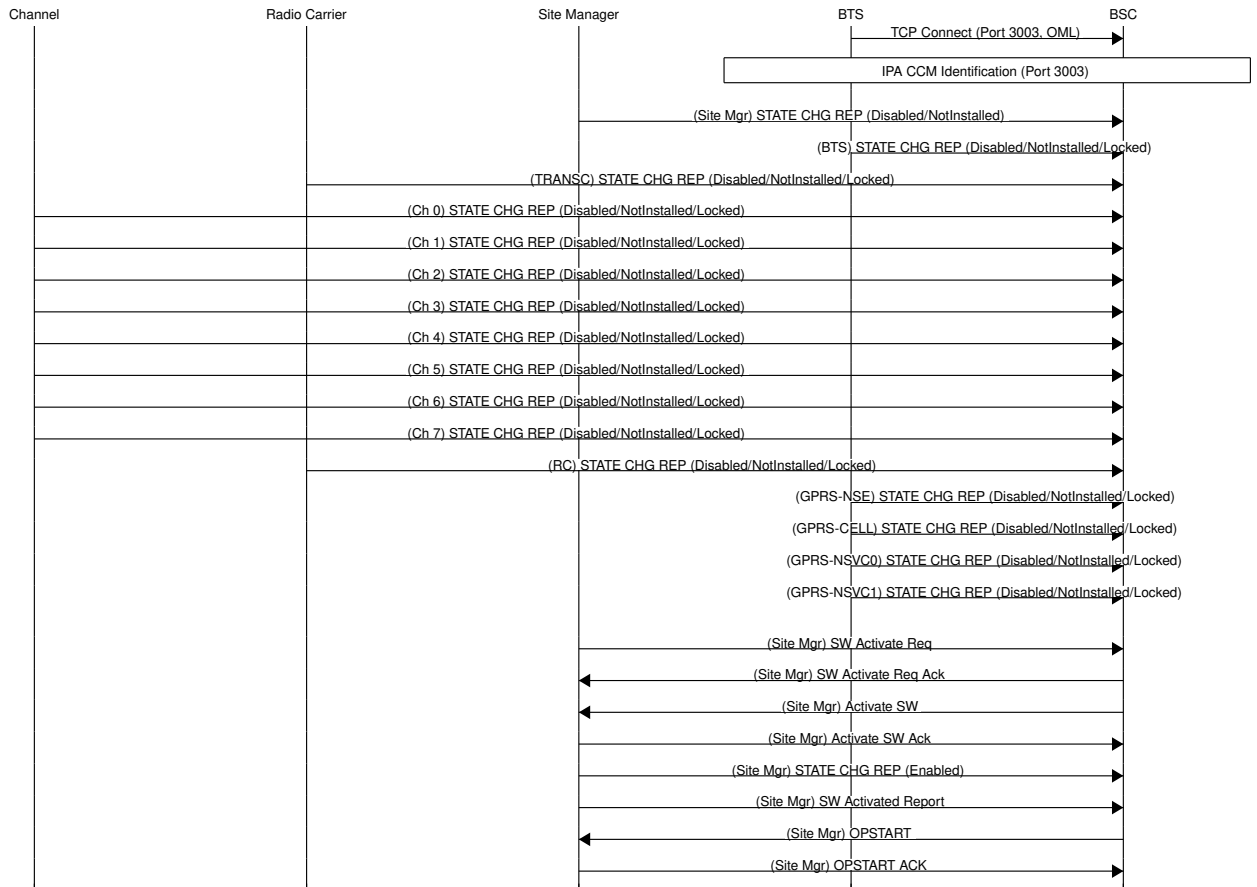 Channel Radio Carrier Site Manager BTS BSC
TCP Connect (Port 3003, OML)
IPA CCM Identification (Port 3003)
(Site Mgr) STATE CHG REP (Disabled/NotInstalled)
(BTS) STATE CHG REP (Disabled/NotInstalled/Locked)
(TRANSC) STATE CHG REP (Disabled/NotInstalled/Locked)
(Ch 0) STATE CHG REP (Disabled/NotInstalled/Locked)
(Ch 1) STATE CHG REP (Disabled/NotInstalled/Locked)
(Ch 2) STATE CHG REP (Disabled/NotInstalled/Locked)
(Ch 3) STATE CHG REP (Disabled/NotInstalled/Locked)
(Ch 4) STATE CHG REP (Disabled/NotInstalled/Locked)
(Ch 5) STATE CHG REP (Disabled/NotInstalled/Locked)
(Ch 6) STATE CHG REP (Disabled/NotInstalled/Locked)
(Ch 7) STATE CHG REP (Disabled/NotInstalled/Locked)
(RC) STATE CHG REP (Disabled/NotInstalled/Locked)
(GPRS-NSE) STATE CHG REP (Disabled/NotInstalled/Locked)
(GPRS-CELL) STATE CHG REP (Disabled/NotInstalled/Locked)
(GPRS-NSVC0) STATE CHG REP (Disabled/NotInstalled/Locked)
(GPRS-NSVC1) STATE CHG REP (Disabled/NotInstalled/Locked)
(Site Mgr) SW Activate Req
(Site Mgr) SW Activate Req Ack
(Site Mgr) Activate SW
(Site Mgr) Activate SW Ack
(Site Mgr) STATE CHG REP (Enabled)
(Site Mgr) SW Activated Report
(Site Mgr) OPSTART
(Site Mgr) OPSTART ACK